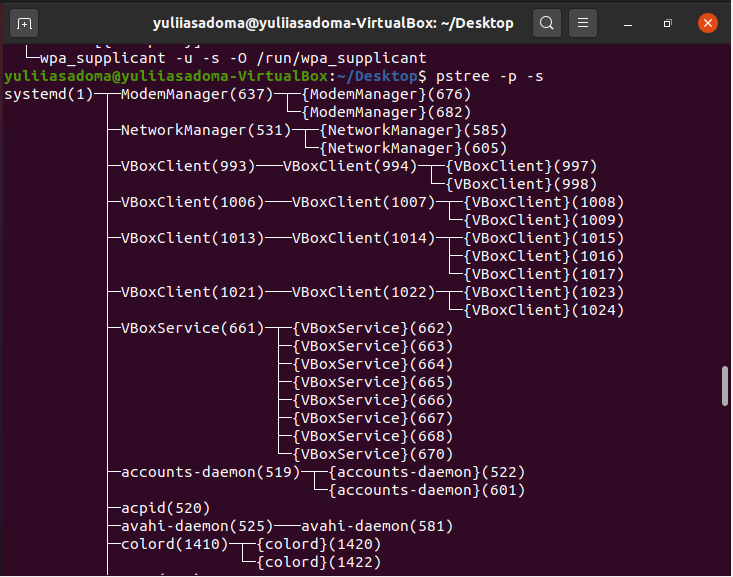 yuliiasadoma@yuliiasadoma-VirtualBox: ~/Desktop
└─wpa_supplicant -u -s -O /run/wpa_supplicant
yuliiasadoma@yuliiasadoma-VirtualBox:~/Desktop$ pstree -p -s
systemd(1)─┬─ModemManager(637)─┬─{ModemManager}(676)
           │                   └─{ModemManager}(682)
           ├─NetworkManager(531)─┬─{NetworkManager}(585)
           │                     └─{NetworkManager}(605)
           ├─VBoxClient(993)───VBoxClient(994)─┬─{VBoxClient}(997)
           │                                   └─{VBoxClient}(998)
           ├─VBoxClient(1006)───VBoxClient(1007)─┬─{VBoxClient}(1008)
           │                                     └─{VBoxClient}(1009)
           ├─VBoxClient(1013)───VBoxClient(1014)─┬─{VBoxClient}(1015)
           │                                     ├─{VBoxClient}(1016)
           │                                     └─{VBoxClient}(1017)
           ├─VBoxClient(1021)───VBoxClient(1022)─┬─{VBoxClient}(1023)
           │                                     └─{VBoxClient}(1024)
           ├─VBoxService(661)─┬─{VBoxService}(662)
           │                  ├─{VBoxService}(663)
           │                  ├─{VBoxService}(664)
           │                  ├─{VBoxService}(665)
           │                  ├─{VBoxService}(666)
           │                  ├─{VBoxService}(667)
           │                  ├─{VBoxService}(668)
           │                  └─{VBoxService}(670)
           ├─accounts-daemon(519)─┬─{accounts-daemon}(522)
           │                      └─{accounts-daemon}(601)
           ├─acpid(520)
           ├─avahi-daemon(525)───avahi-daemon(581)
           ├─colord(1410)─┬─{colord}(1420)
           │              └─{colord}(1422)